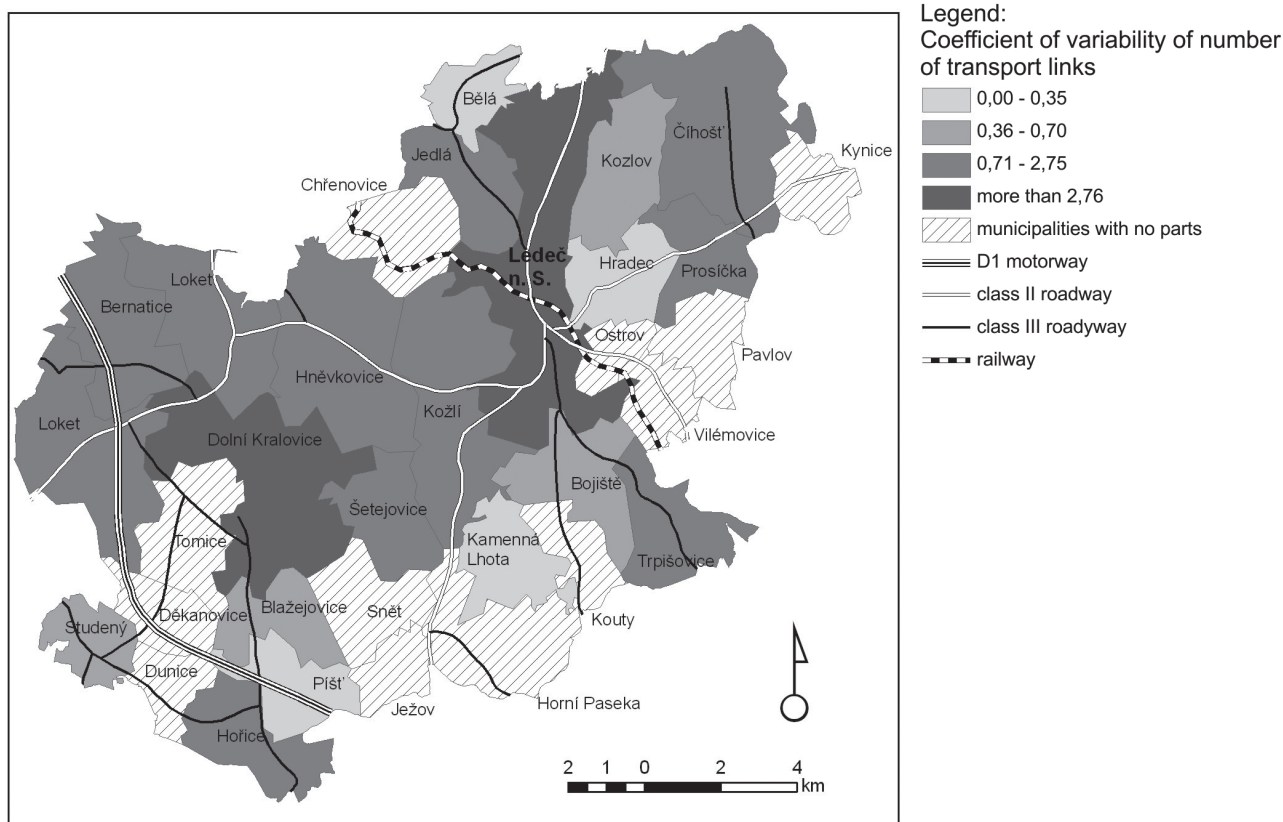 Legend:
Coefficient of variability of number
of transport links
0,00 - 0,35
0,36 - 0,70
0,71 - 2,75
more than 2,76
municipalities with no parts
D1 motorway
class II roadway
class III roadyway
railway
Bělá
Jedlá
Číhošť
Kozlov
Kynice
Chřenovice
Ledeč
n. S.
Hradec
Prosíčka
Loket
Bernatice
Ostrov
Pavlov
Hněvkovice
Kožlí
Loket
Dolní Kralovice
Vilémovice
Bojiště
Šetejovice
Tomice
Kamenná
Lhota
Trpišovice
Studený
Děkanovice
Blažejovice
Snět
Kouty
Dunice
Píšť
Ježov
Horní Paseka
Hořice
2 1 0 2 4
km